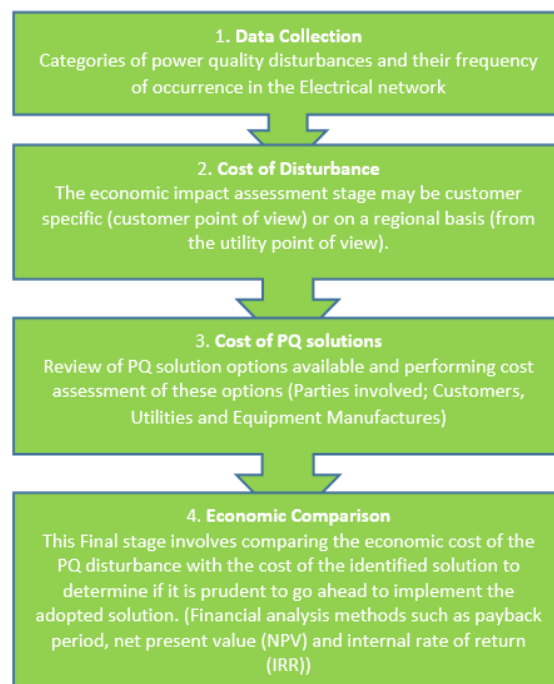 1. Data Collection
Categories of power quality disturbances and their frequency
of occurrence in the Electrical network
2. Cost of Disturbance
The economic impact assessment stage may be customer
specific (customer point of view) or on a regional basis (from
the utility point of view).
3. Cost of PQ solutions
Review of PQ solution options available and performing cost
assessment of these options (Parties involved; Customers,
Utilities and Equipment Manufactures)
4. Economic Comparison
This Final stage involves comparing the economic cost of the
PQ disturbance with the cost of the identified solution to
determine if it is prudent to go ahead to implement the
adopted solution. (Financial analysis methods such as payback
period, net present value (NPV) and internal rate of return
(IRR))